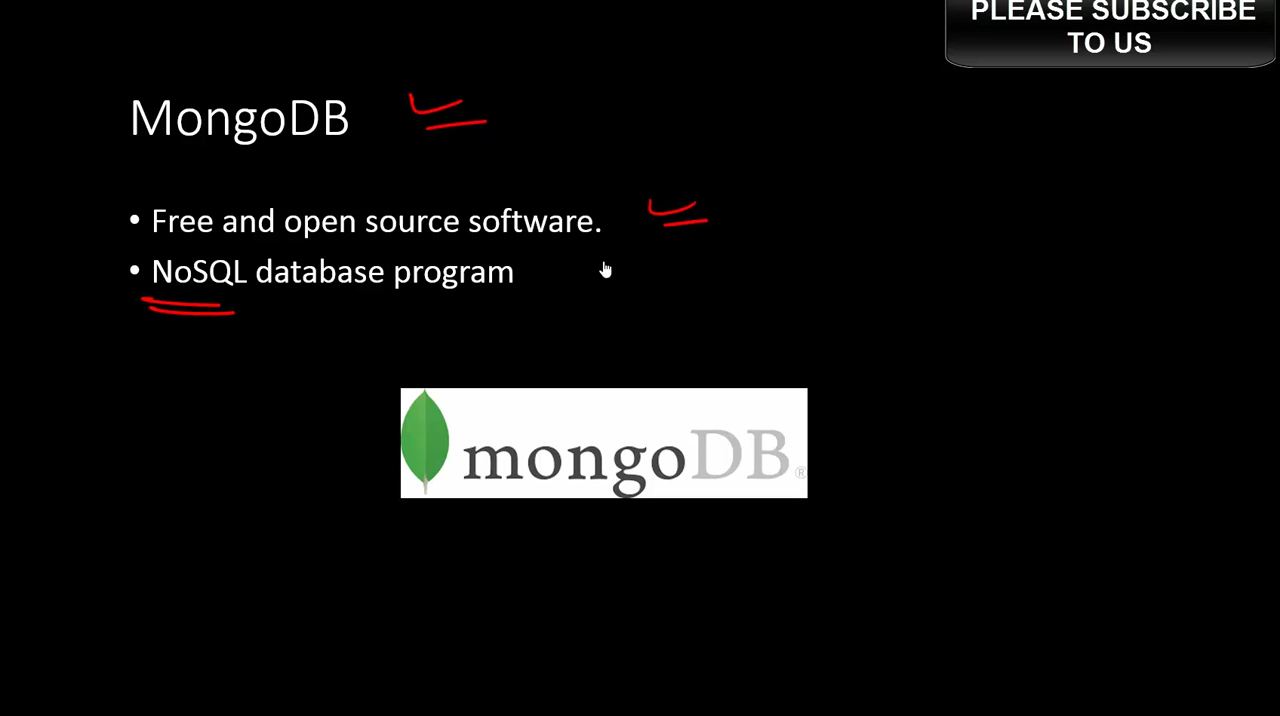 PLEASE SUBSCRIBE
TO US
MongoDB
• Free and open source software.
• NoSQL database program
mongoDB®